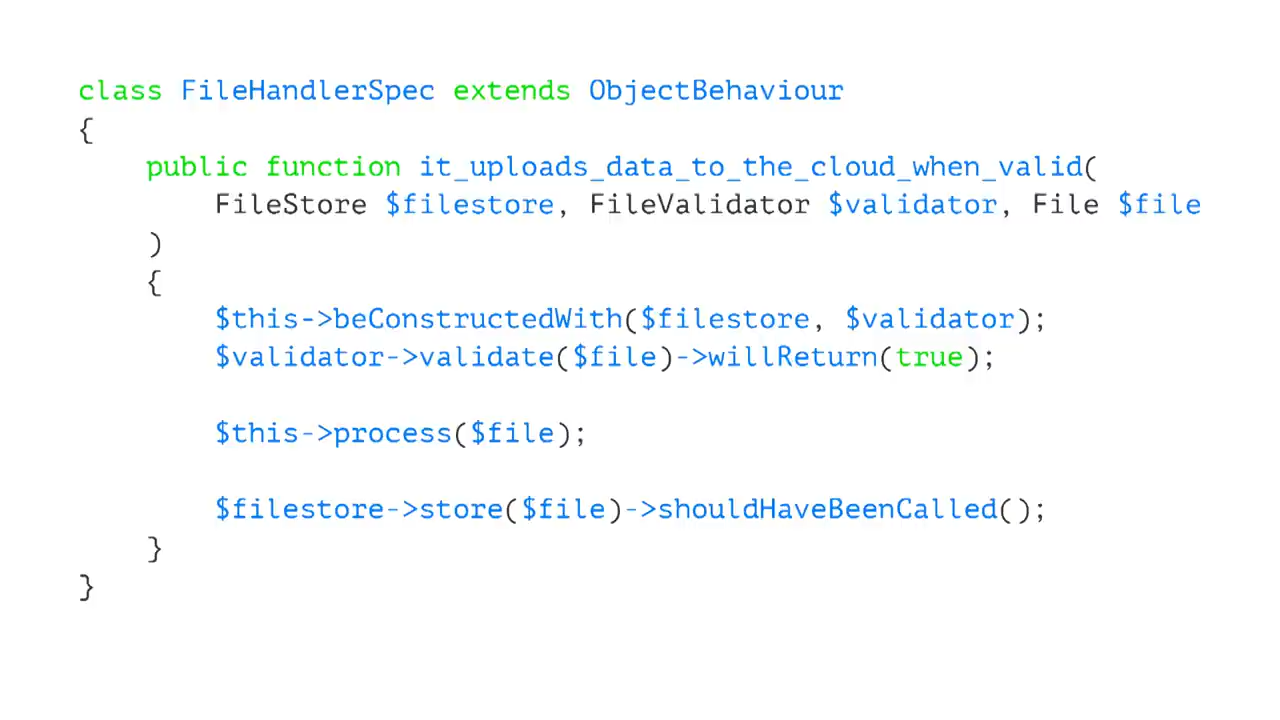 class FileHandlerSpec extends ObjectBehaviour
{
    public function it_uploads_data_to_the_cloud_when_valid(
        FileStore $filestore, FileValidator $validator, File $file
    )
    {
        $this->beConstructedWith($filestore, $validator);
        $validator->validate($file)->willReturn(true);

        $this->process($file);

        $filestore->store($file)->shouldHaveBeenCalled();
    }
}